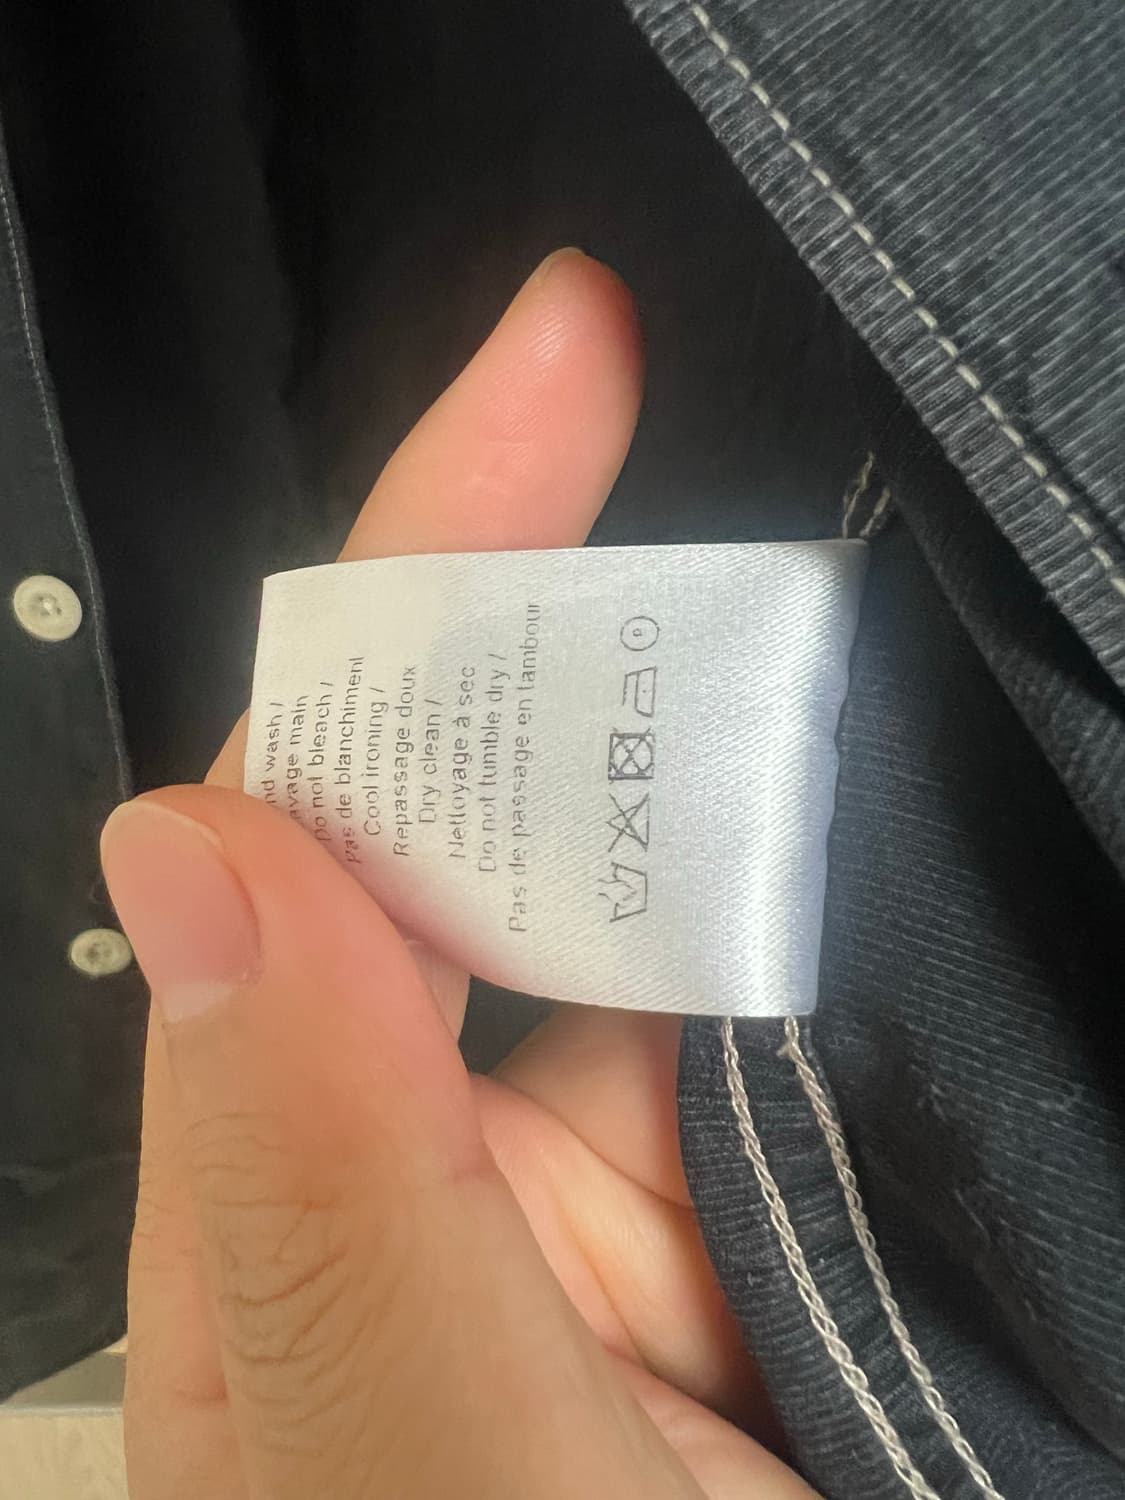 wash /
main
Do not bleach /
Pas de blanchiment
Cool ironing /
Repassage doux
Dry clean /
Nettoyage à sec
Do not tumble dry /
Pas de passage en tambour